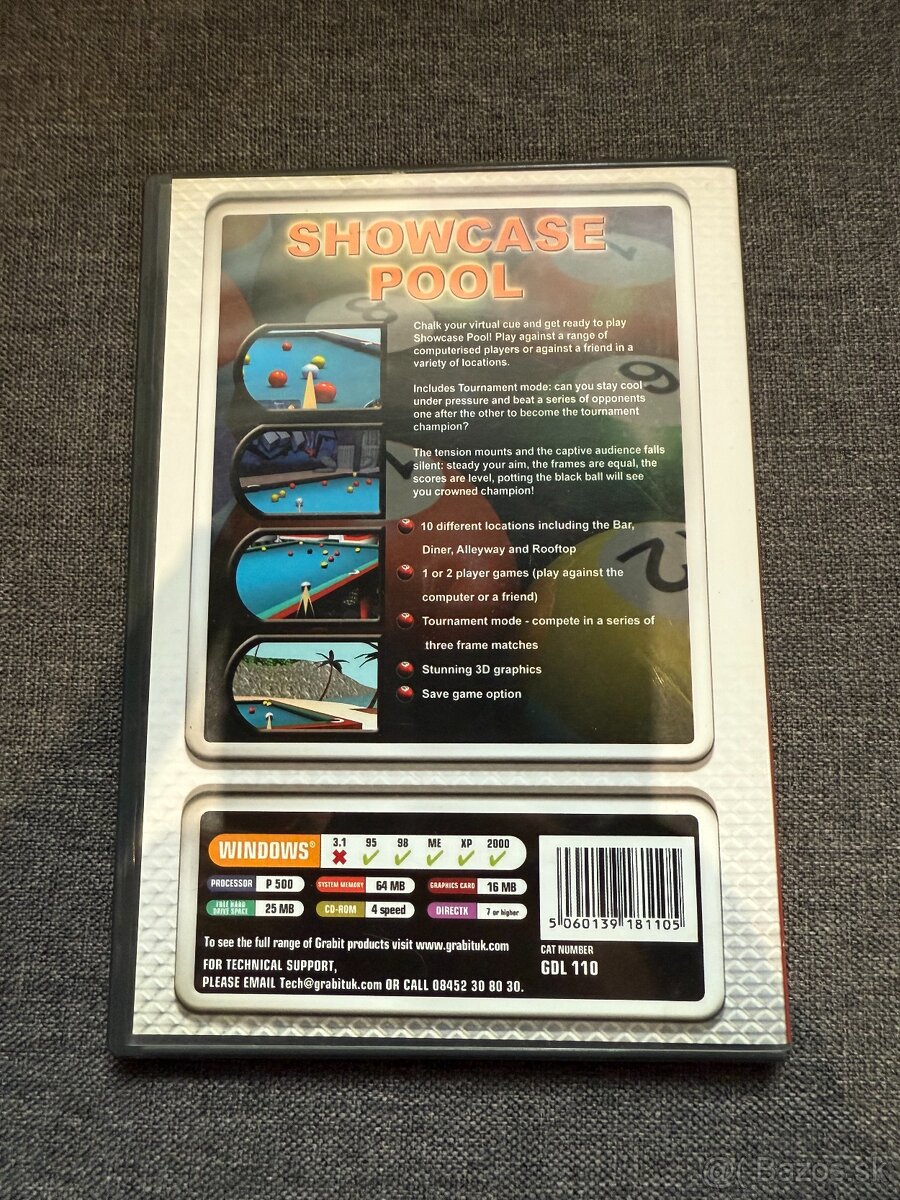 SHOWCASE
POOL
Chalk your virtual cue and get ready to play
Showcase Pool! Play against a range of
computerised players or against a friend in a
variety of locations.
Includes Tournament mode: can you stay cool
under pressure and beat a series of opponents
one after the other to become the tournament
champion?
The tension mounts and the captive audience falls
silent: steady your aim, the frames are equal, the
scores are level, potting the black ball will see
you crowned champion!
10 different locations including the Bar,
Diner, Alleyway and Rooftop
1 or 2 player games (play against the
computer or a friend)
Tournament mode - compete in a series of
three frame matches
Stunning 3D graphics
Save game option
WINDOWS® 3.1 95 98 ME XP 2000
PROCESSOR P 500 SYSTEM MEMORY 64 MB GRAPHICS CARD 16 MB
FREE HARD DRIVE SPACE 25 MB CD-ROM 4 speed DIRECTX 7 or higher
5 060139 181105
To see the full range of Grabit products visit www.grabituk.com
FOR TECHNICAL SUPPORT,
PLEASE EMAIL Tech@grabituk.com OR CALL 08452 30 80 30.
CAT NUMBER
GDL 110
Bazos.sk